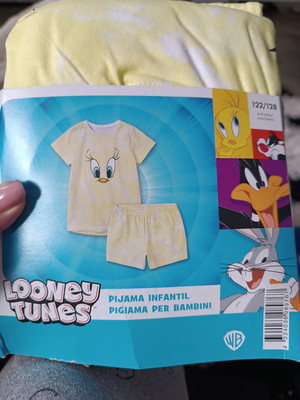 122/128
LOONEY
TUNES
PIJAMA INFANTIL
PIGIAMA PER BAMBINI
WB